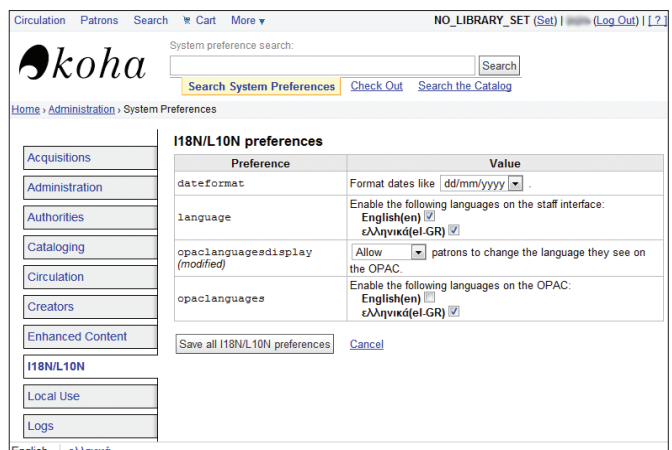 Circulation Patrons Search Cart More ▾ NO_LIBRARY_SET (Set) | (Log Out) | [ ? ]
koha
System preference search:
Search
Search System Preferences Check Out Search the Catalog
Home › Administration › System Preferences
Acquisitions
Administration
Authorities
Cataloging
Circulation
Creators
Enhanced Content
I18N/L10N
Local Use
Logs
I18N/L10N preferences
Preference Value
dateformat Format dates like dd/mm/yyyy .
language Enable the following languages on the staff interface:
English(en)
ελληνικά(el-GR)
opaclanguagesdisplay Allow patrons to change the language they see on
(modified) the OPAC.
opaclanguages Enable the following languages on the OPAC:
English(en)
ελληνικά(el-GR)
Save all I18N/L10N preferences Cancel
English ελληνικά